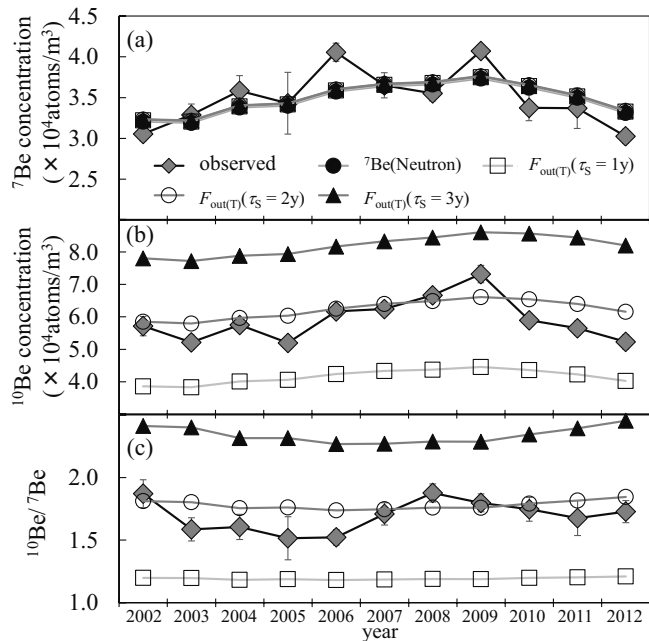 4.5
(a)
4.0
3.5
3.0
2.5
⁷Be concentration
(×10⁴atoms/m³)
observed
⁷Be(Neutron)
F_out(T)(τ_S = 1y)
F_out(T)(τ_S = 2y)
F_out(T)(τ_S = 3y)
(b)
8.0
7.0
6.0
5.0
4.0
¹⁰Be concentration
(×10⁴atoms/m³)
(c)
2.0
1.5
1.0
¹⁰Be/ ⁷Be
2002 2003 2004 2005 2006 2007 2008 2009 2010 2011 2012
year